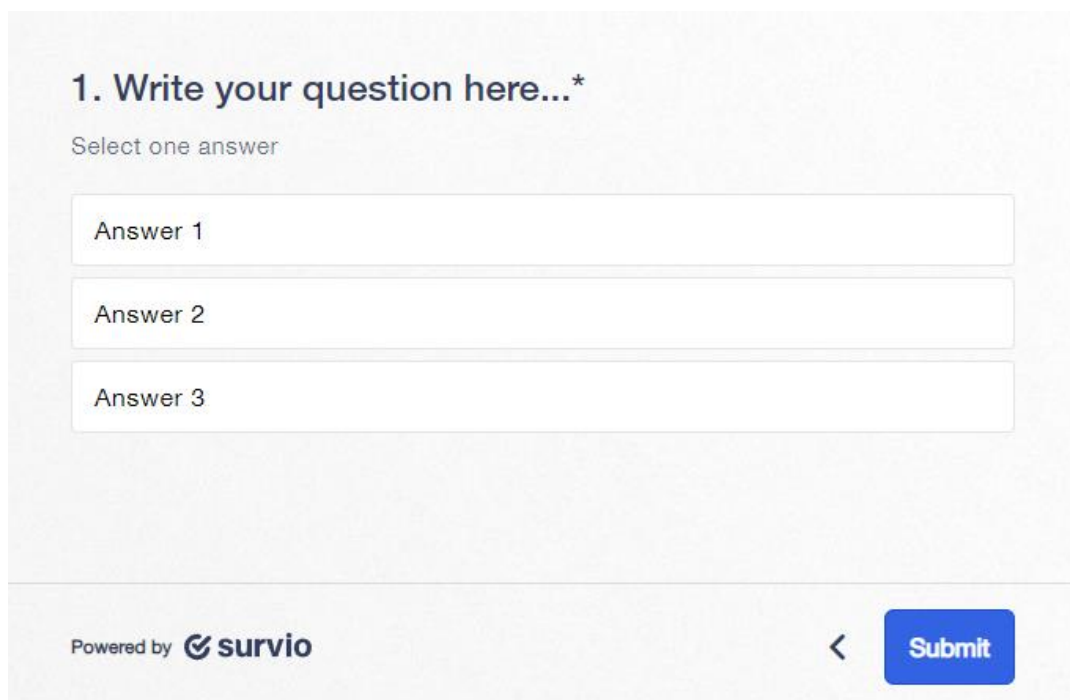 1. Write your question here...*
Select one answer
Answer 1
Answer 2
Answer 3
Powered by survio
Submit